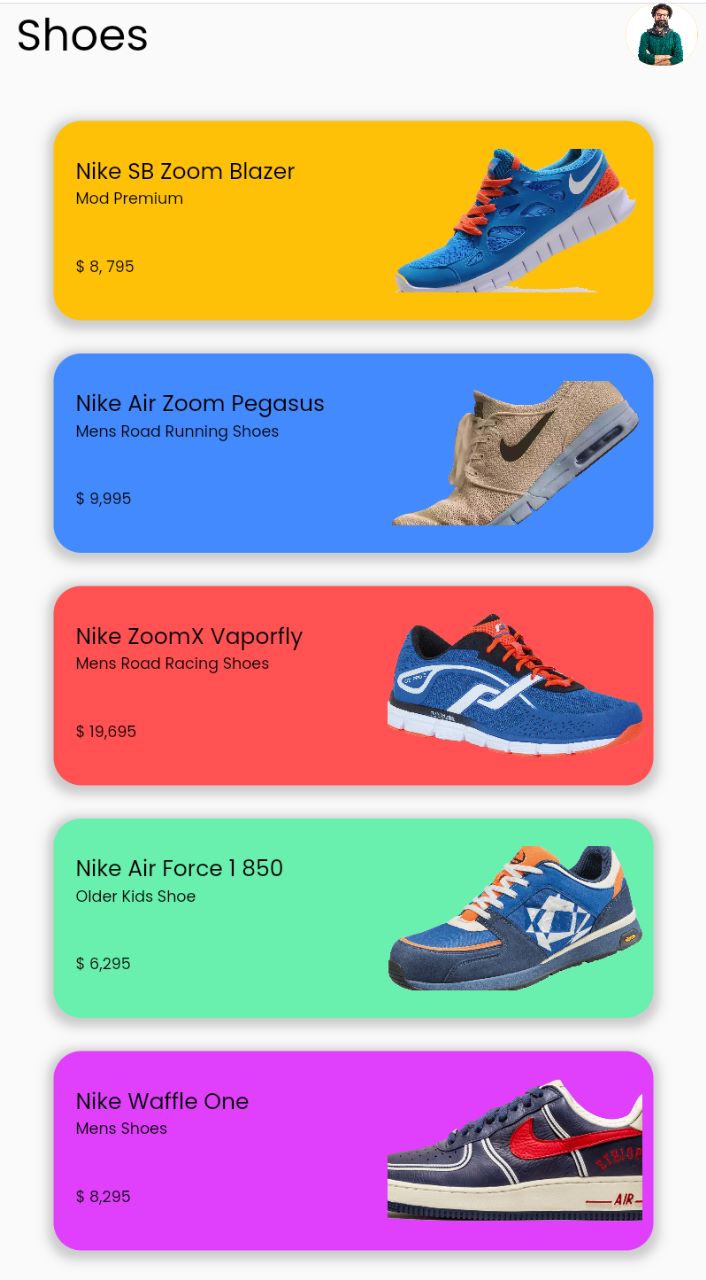 Shoes
Nike SB Zoom Blazer
Mod Premium
$ 8, 795
Nike Air Zoom Pegasus
Mens Road Running Shoes
$ 9,995
Nike ZoomX Vaporfly
Mens Road Racing Shoes
$ 19,695
Nike Air Force 1 850
Older Kids Shoe
$ 6,295
Nike Waffle One
Mens Shoes
$ 8,295
AIR